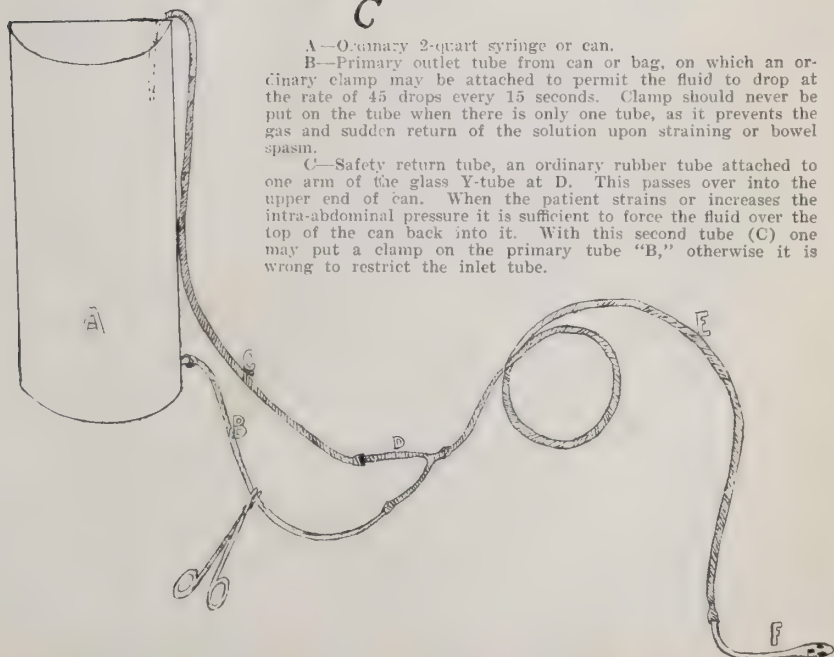 C
A—Ordinary 2-quart syringe or can.
B—Primary outlet tube from can or bag, on which an or-
dinary clamp may be attached to permit the fluid to drop at
the rate of 45 drops every 15 seconds. Clamp should never be
put on the tube when there is only one tube, as it prevents the
gas and sudden return of the solution upon straining or bowel
spasm.
C—Safety return tube, an ordinary rubber tube attached to
one arm of the glass Y-tube at D. This passes over into the
upper end of can. When the patient strains or increases the
intra-abdominal pressure it is sufficient to force the fluid over the
top of the can back into it. With this second tube (C) one
may put a clamp on the primary tube "B," otherwise it is
wrong to restrict the inlet tube.
E
A
C
B
D
F